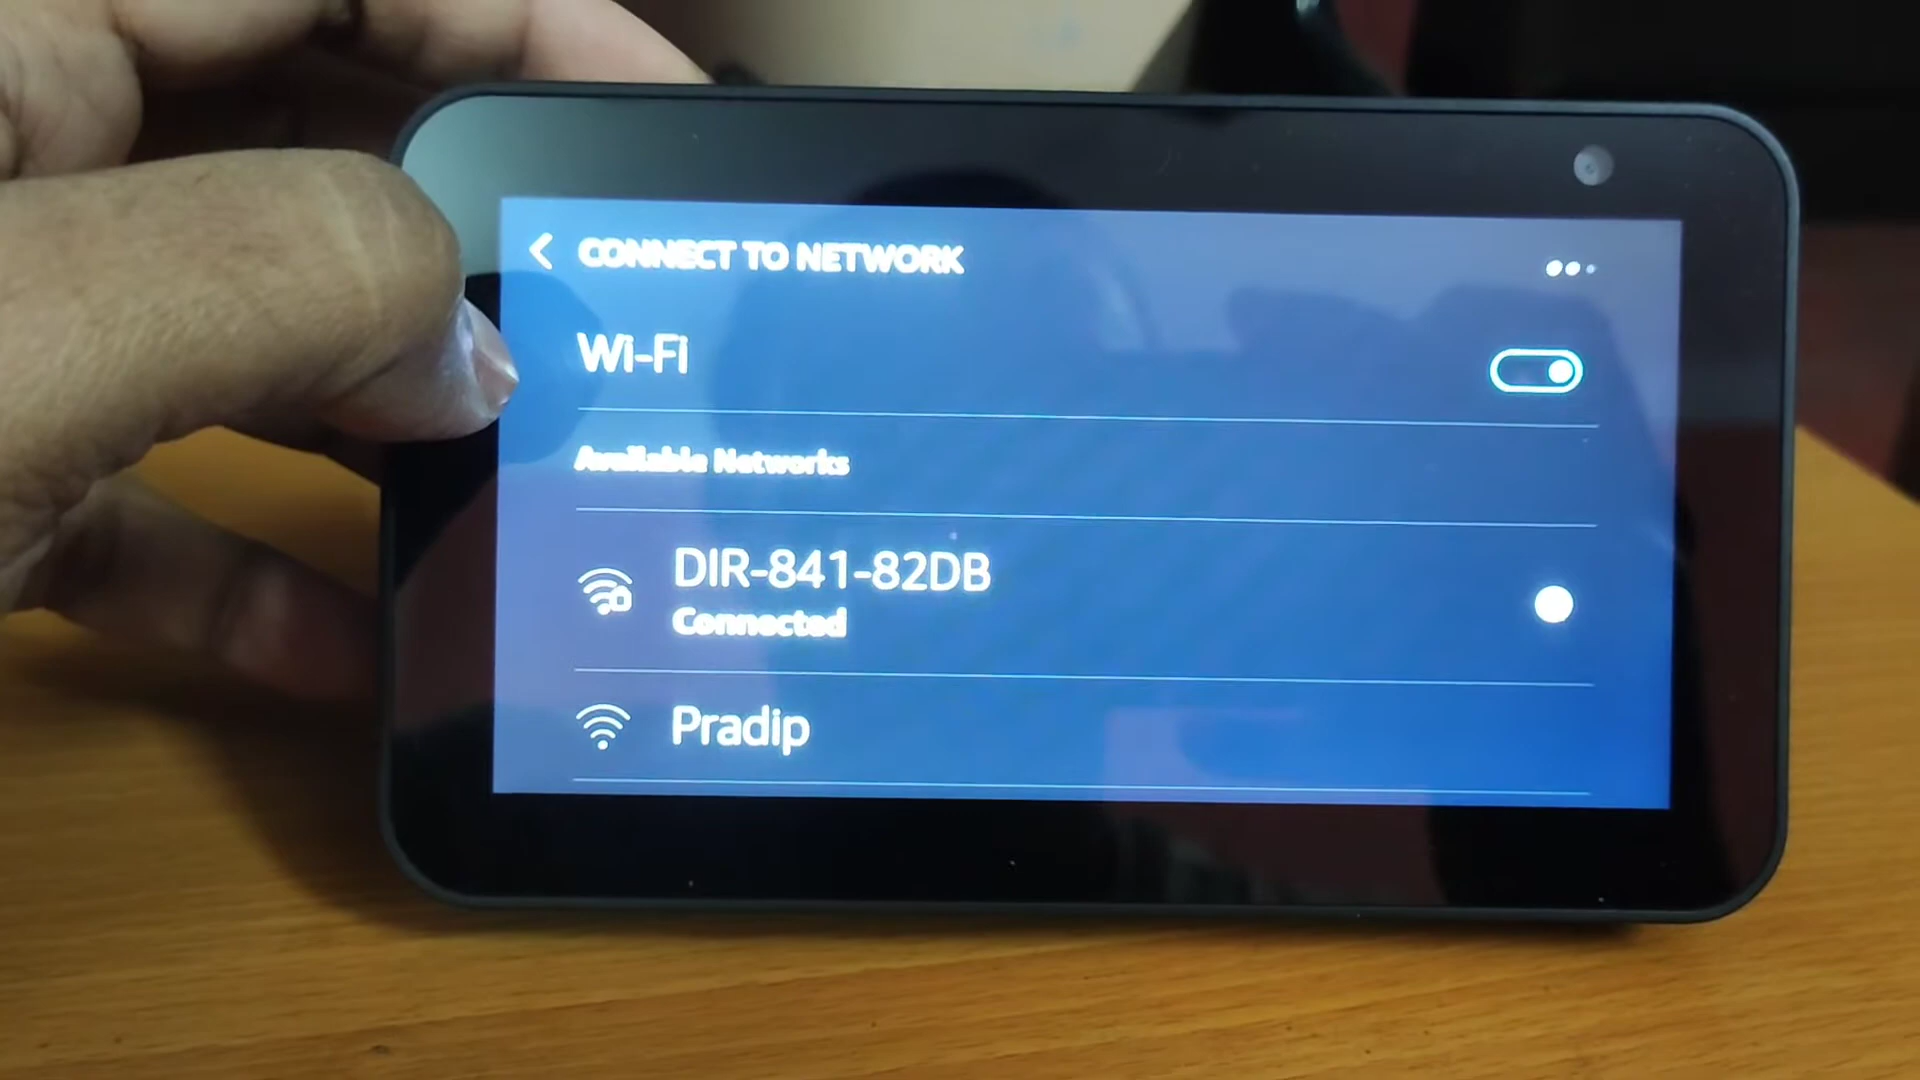 CONNECT TO NETWORK
Wi-Fi
Available Networks
DIR-841-82DB
Connected
Pradip